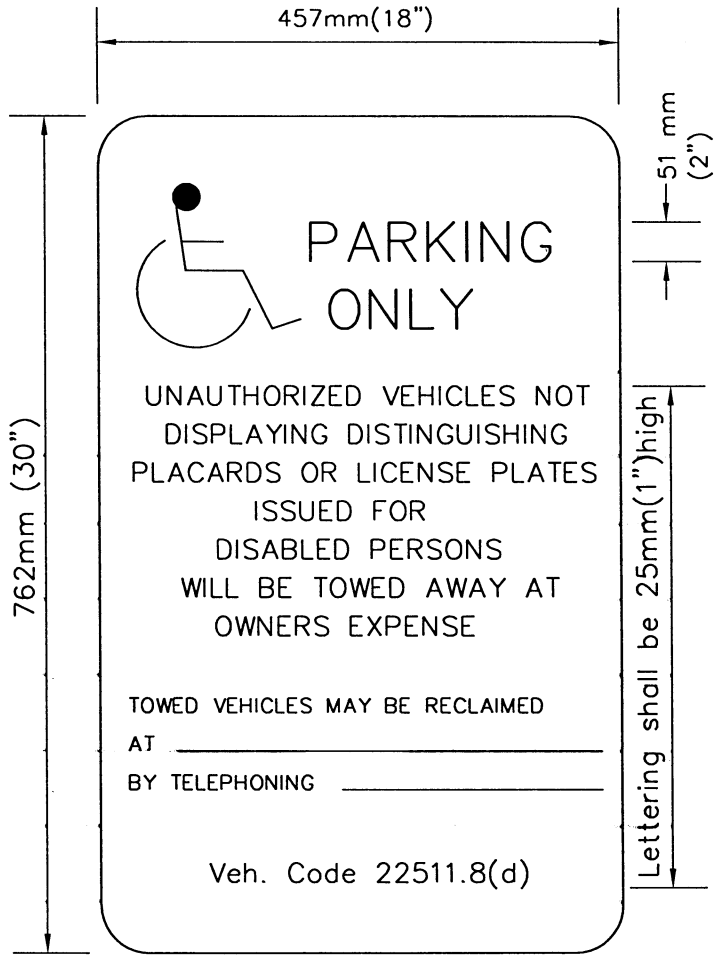 457mm(18")
51 mm
(2")
PARKING
ONLY
UNAUTHORIZED VEHICLES NOT
DISPLAYING DISTINGUISHING
PLACARDS OR LICENSE PLATES
ISSUED FOR
DISABLED PERSONS
WILL BE TOWED AWAY AT
OWNERS EXPENSE
762mm (30")
Lettering shall be 25mm(1")high
TOWED VEHICLES MAY BE RECLAIMED
AT
BY TELEPHONING
Veh. Code 22511.8(d)